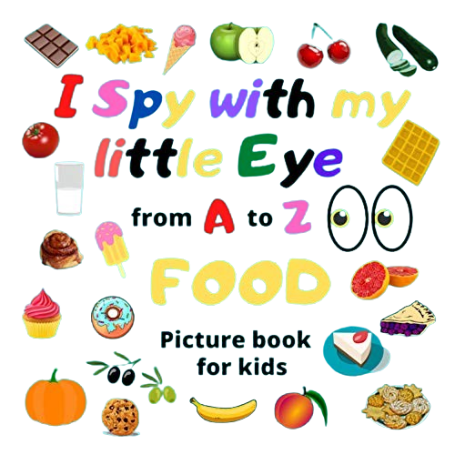 I Spy with my
little Eye
from A to Z
FOOD
Picture book
for kids